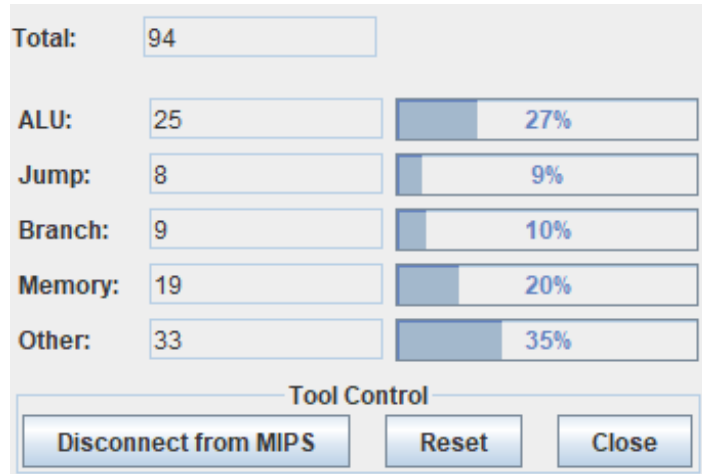 Total: 94
ALU: 25 27%
Jump: 8 9%
Branch: 9 10%
Memory: 19 20%
Other: 33 35%
Tool Control
Disconnect from MIPS Reset Close